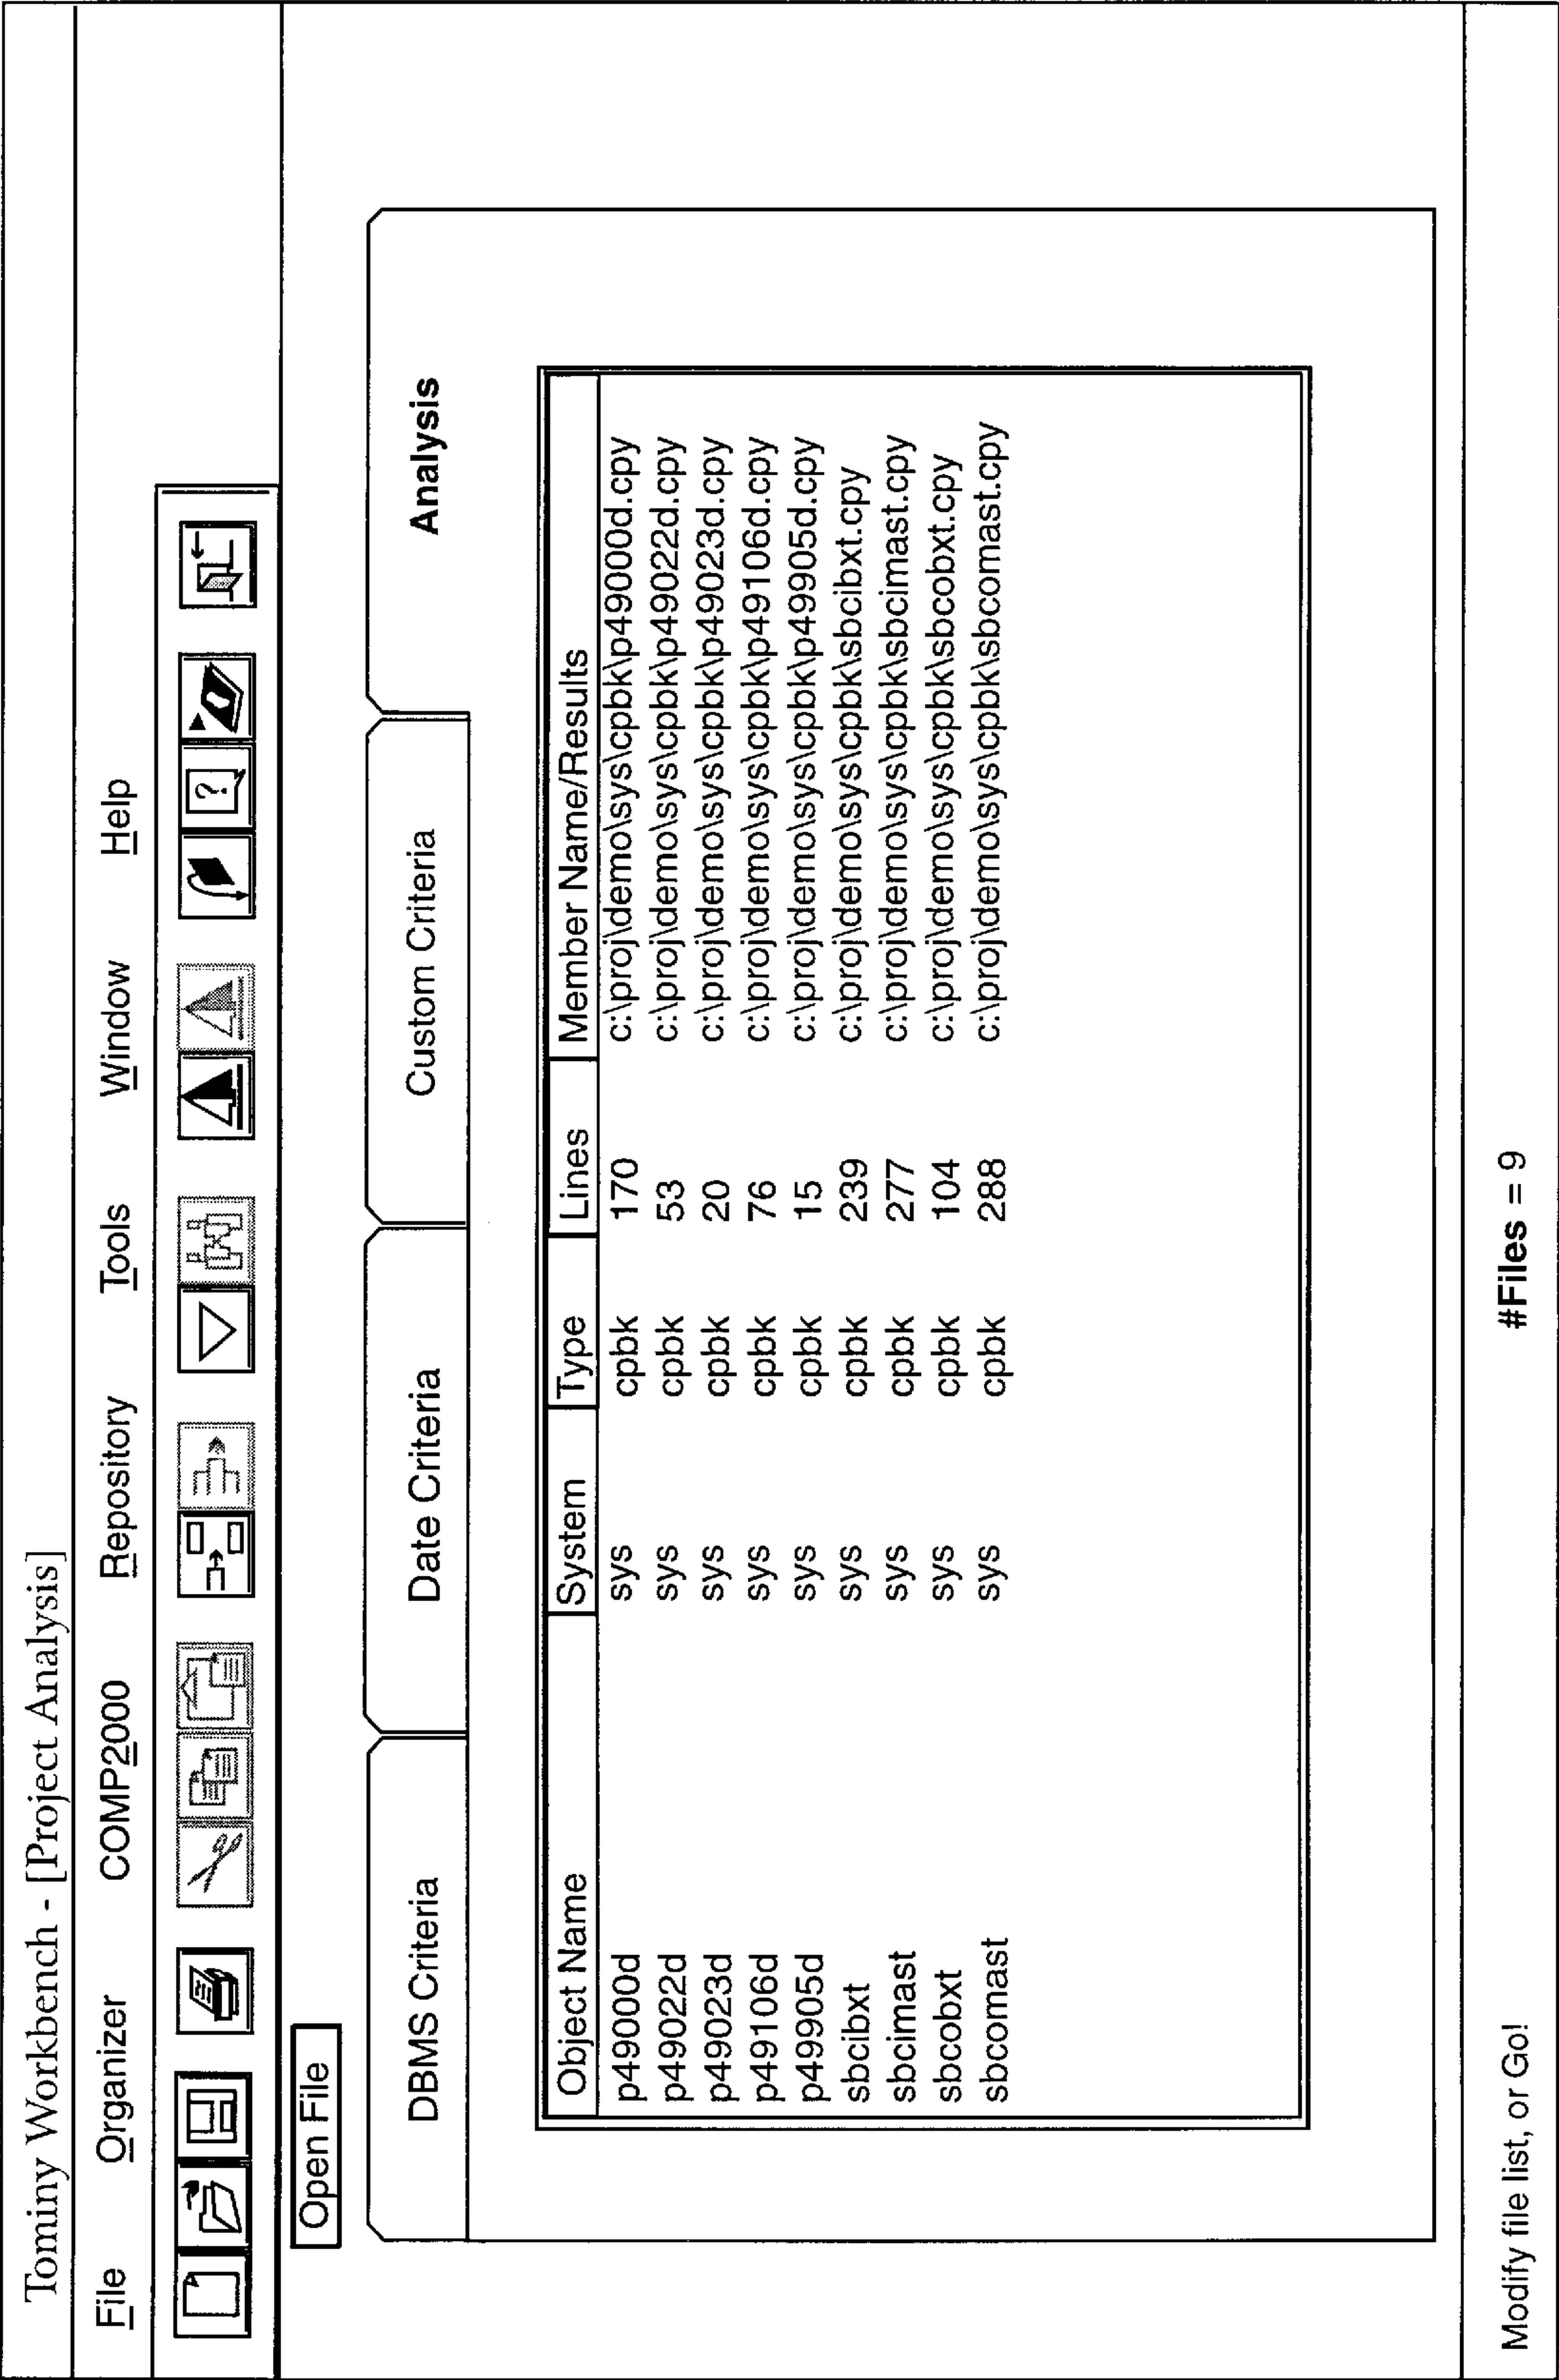 Tominy Workbench - [Project Analysis]
File Organizer COMP2000 Repository Tools Window Help
Open File
DBMS Criteria Date Criteria Custom Criteria Analysis
Object Name System Type Lines Member Name/Results
p49000d sys cpbk 170 c:\proj\demo\sys\cpbk\p49000d.cpy
p49022d sys cpbk 53 c:\proj\demo\sys\cpbk\p49022d.cpy
p49023d sys cpbk 20 c:\proj\demo\sys\cpbk\p49023d.cpy
p49106d sys cpbk 76 c:\proj\demo\sys\cpbk\p49106d.cpy
p49905d sys cpbk 15 c:\proj\demo\sys\cpbk\p49905d.cpy
sbcibxt sys cpbk 239 c:\proj\demo\sys\cpbk\sbcibxt.cpy
sbcimast sys cpbk 277 c:\proj\demo\sys\cpbk\sbcimast.cpy
sbcobxt sys cpbk 104 c:\proj\demo\sys\cpbk\sbcobxt.cpy
sbcomast sys cpbk 288 c:\proj\demo\sys\cpbk\sbcomast.cpy
Modify file list, or Go! #Files = 9